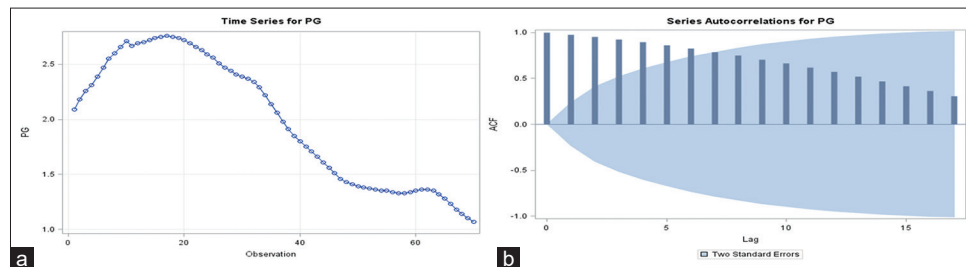 Time Series for PG
2.5
2.0
1.5
1.0
PG
0
20
40
60
Observation
a
Series Autocorrelations for PG
1.0
0.5
0.0
-0.5
-1.0
ACF
0
5
10
15
Lag
Two Standard Errors
b